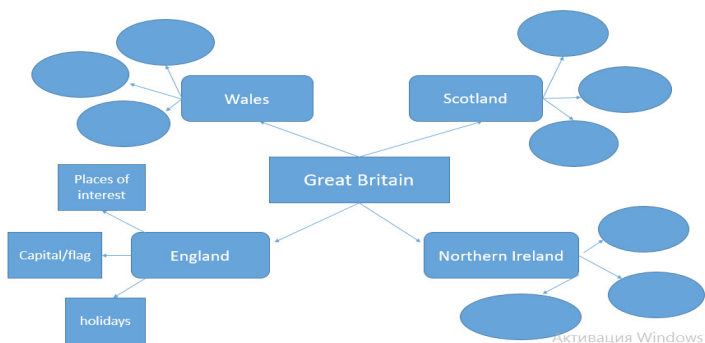 Wales
Scotland
Places of
interest
Great Britain
Capital/flag
England
Northern Ireland
holidays
Активация Windows